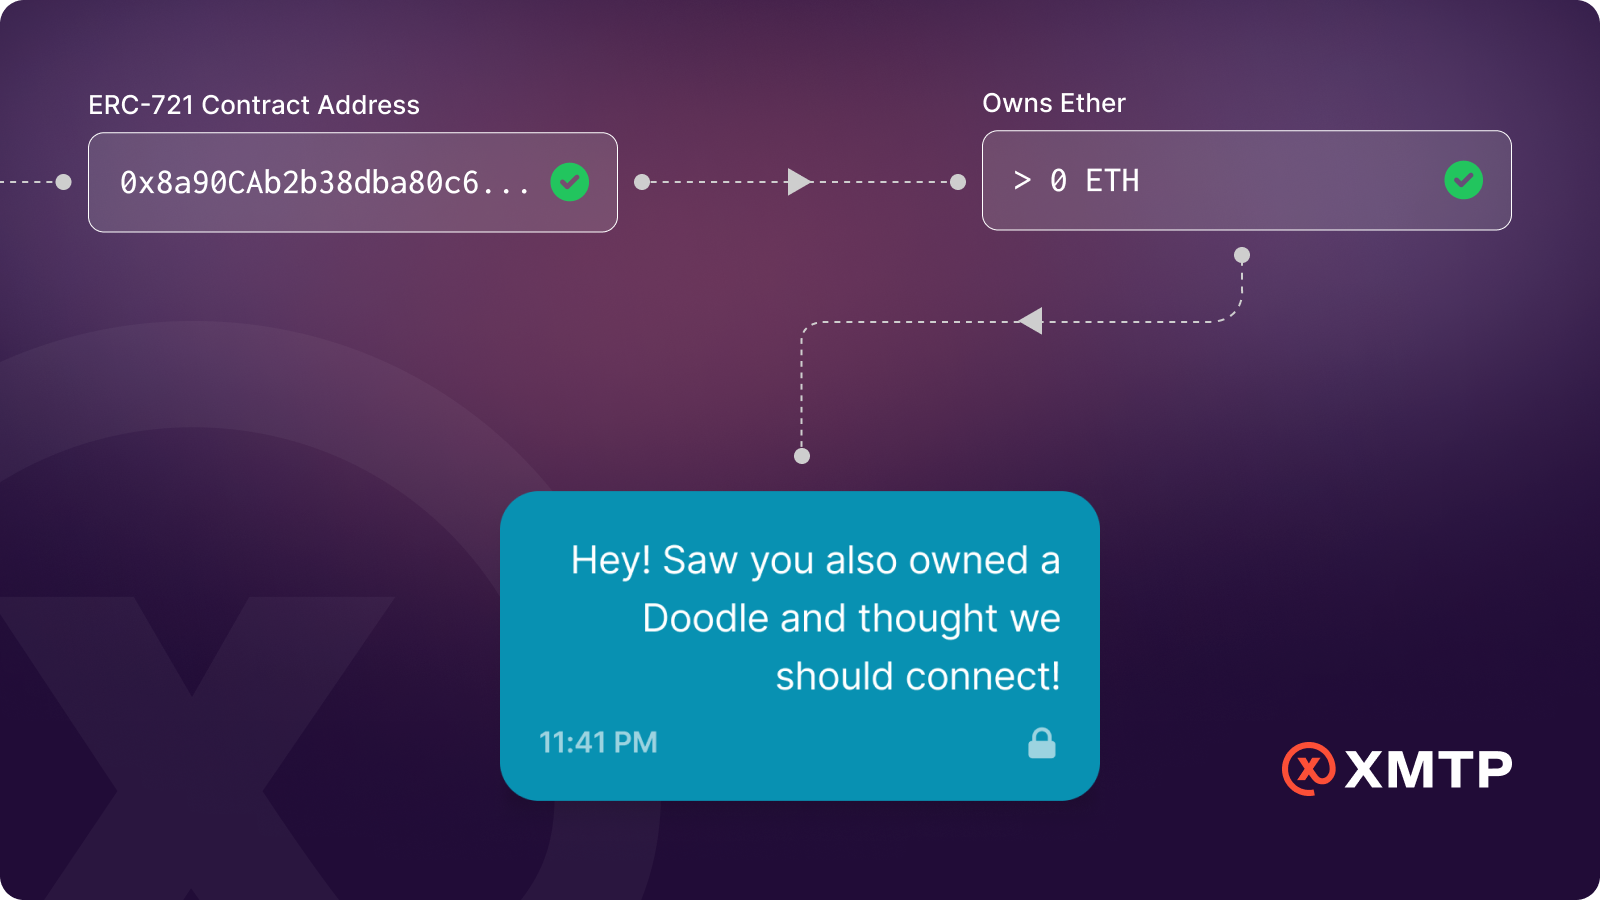 ERC-721 Contract Address
0x8a90CAb2b38dba80c6...
Owns Ether
> 0 ETH
Hey! Saw you also owned a
Doodle and thought we
should connect!
11:41 PM
XMTP